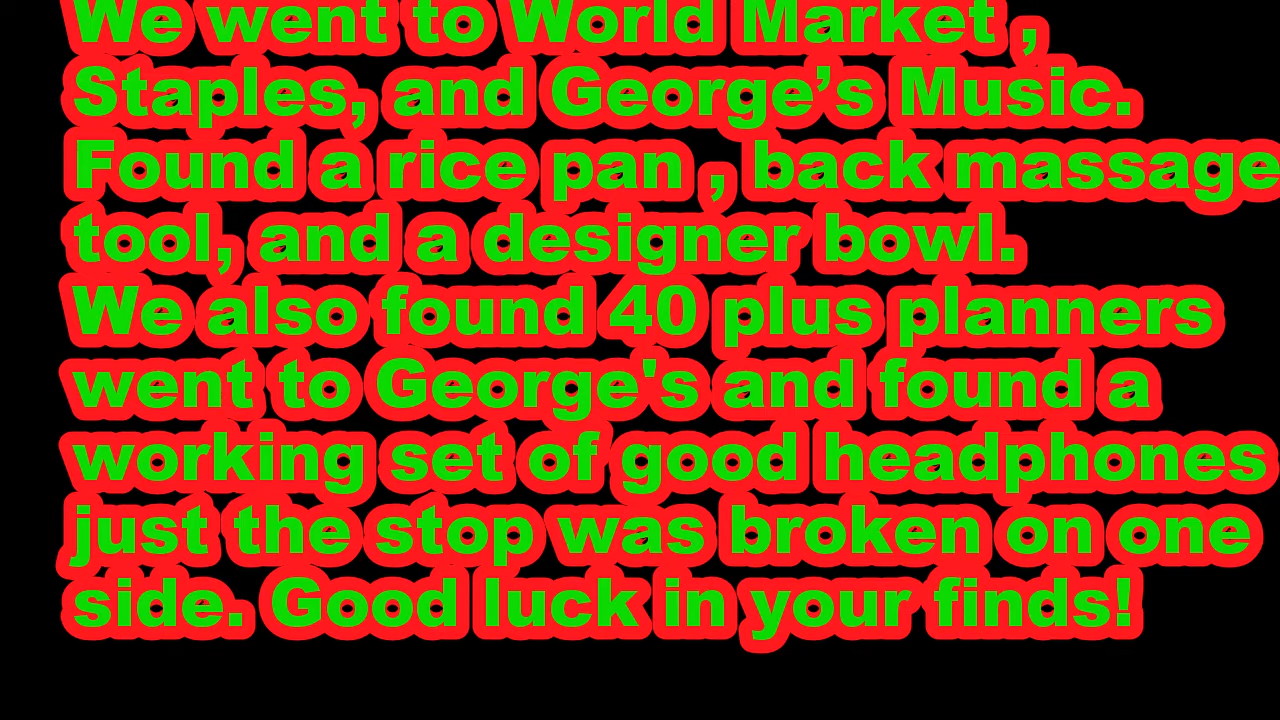 We went to World Market ,
Staples, and George’s Music.
Found a rice pan , back massage
tool, and a designer bowl.
We also found 40 plus planners
went to George's and found a
working set of good headphones
just the stop was broken on one
side. Good luck in your finds!